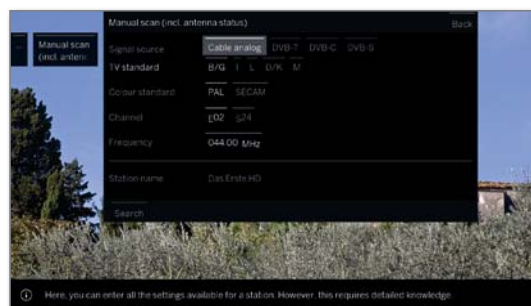 Manual scan (incl. antenna status) Back
Manual scan
(incl. antenn
Signal source Cable analog DVB-T DVB-C DVB-S
TV standard B/G I L D/K M
Colour standard PAL SECAM
Channel E02 S24
Frequency 044.00 MHz
Station name Das Erste HD
Search
Here, you can enter all the settings available for a station. However, this requires detailed knowledge.